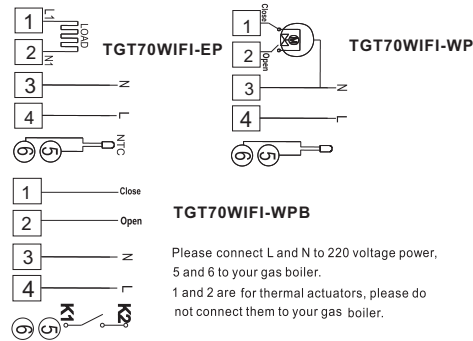 1 L1 LOAD
2 N1
TGT70WIFI-EP
3 N
4 L
6 5 NTC
1 Close
2 Open
M
TGT70WIFI-WP
3 N
4 L
6 5
1 Close
2 Open
3 N
4 L
6 5 K1 K2
TGT70WIFI-WPB
Please connect L and N to 220 voltage power,
5 and 6 to your gas boiler.
1 and 2 are for thermal actuators, please do
not connect them to your gas boiler.